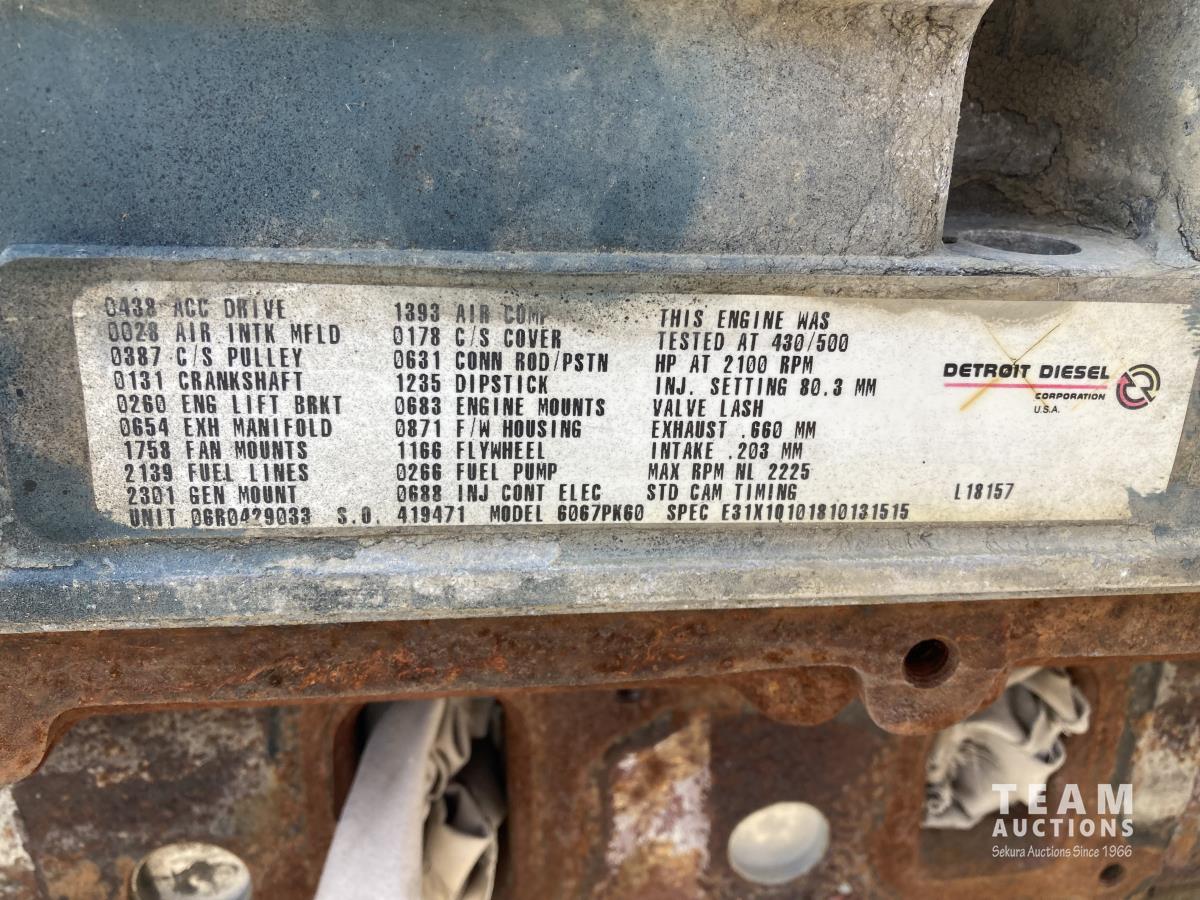 0438 ACC DRIVE 1393 AIR COMP THIS ENGINE WAS
0028 AIR INTK MFLD 0178 C/S COVER TESTED AT 430/500
0387 C/S PULLEY 0631 CONN ROD/PSTN HP AT 2100 RPM
0131 CRANKSHAFT 1235 DIPSTICK INJ. SETTING 80.3 MM
0260 ENG LIFT BRKT 0683 ENGINE MOUNTS VALVE LASH
0654 EXH MANIFOLD 0871 F/W HOUSING EXHAUST .660 MM
1758 FAN MOUNTS 1166 FLYWHEEL INTAKE .203 MM
2139 FUEL LINES 0266 FUEL PUMP MAX RPM NL 2225
2301 GEN MOUNT 0688 INJ CONT ELEC STD CAM TIMING L18157
UNIT 06R0429033 S.O. 419471 MODEL 6067PK60 SPEC E31X10101810131515
DETROIT DIESEL
CORPORATION
U.S.A.
TEAM
AUCTIONS
Sekura Auctions Since 1966